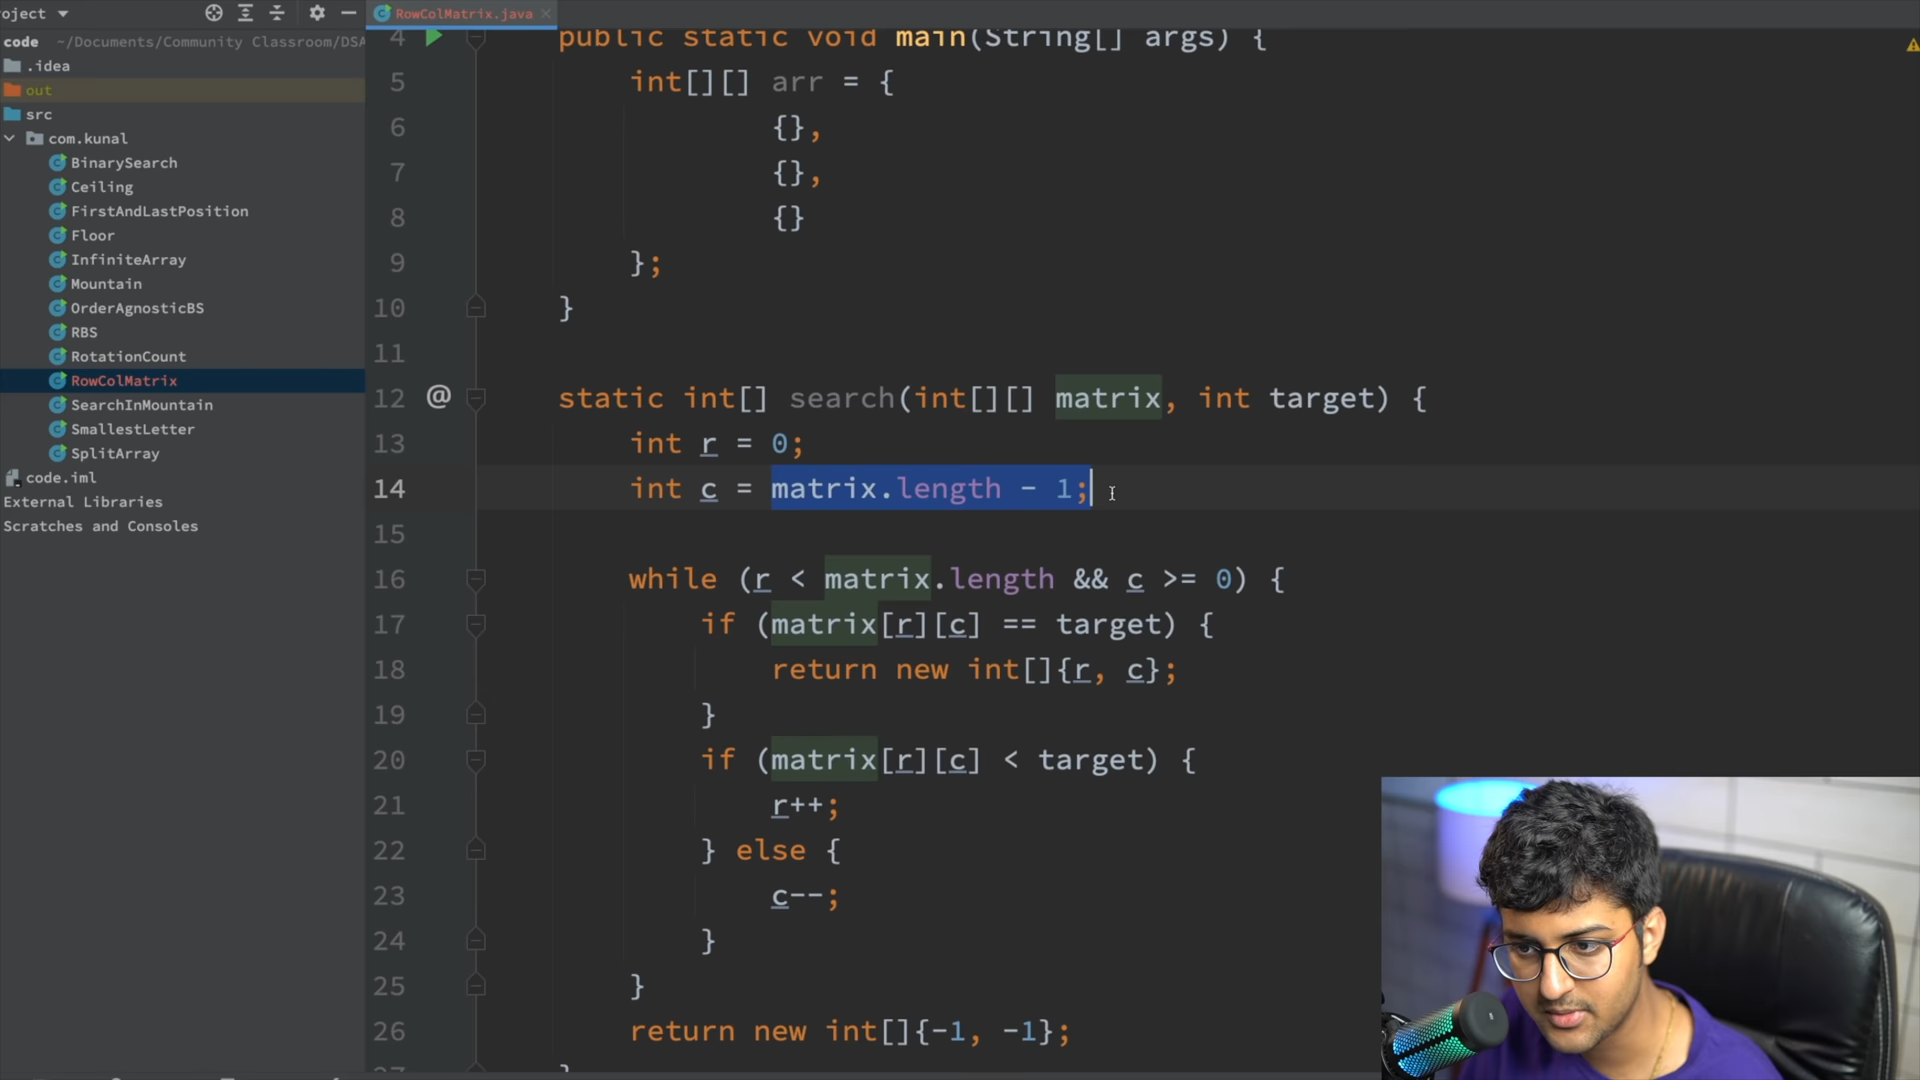 oject
RowColMatrix.java
code ~/Documents/Community Classroom/DSA
.idea
out
src
com.kunal
BinarySearch
Ceiling
FirstAndLastPosition
Floor
InfiniteArray
Mountain
OrderAgnosticBS
RBS
RotationCount
RowColMatrix
SearchInMountain
SmallestLetter
SplitArray
code.iml
External Libraries
Scratches and Consoles
4 public static void main(String[] args) {
5 int[][] arr = {
6 {},
7 {},
8 {}
9 };
10 }
11
12 @ static int[] search(int[][] matrix, int target) {
13 int r = 0;
14 int c = matrix.length - 1;
15
16 while (r < matrix.length && c >= 0) {
17 if (matrix[r][c] == target) {
18 return new int[]{r, c};
19 }
20 if (matrix[r][c] < target) {
21 r++;
22 } else {
23 c--;
24 }
25 }
26 return new int[]{-1, -1};
27 }